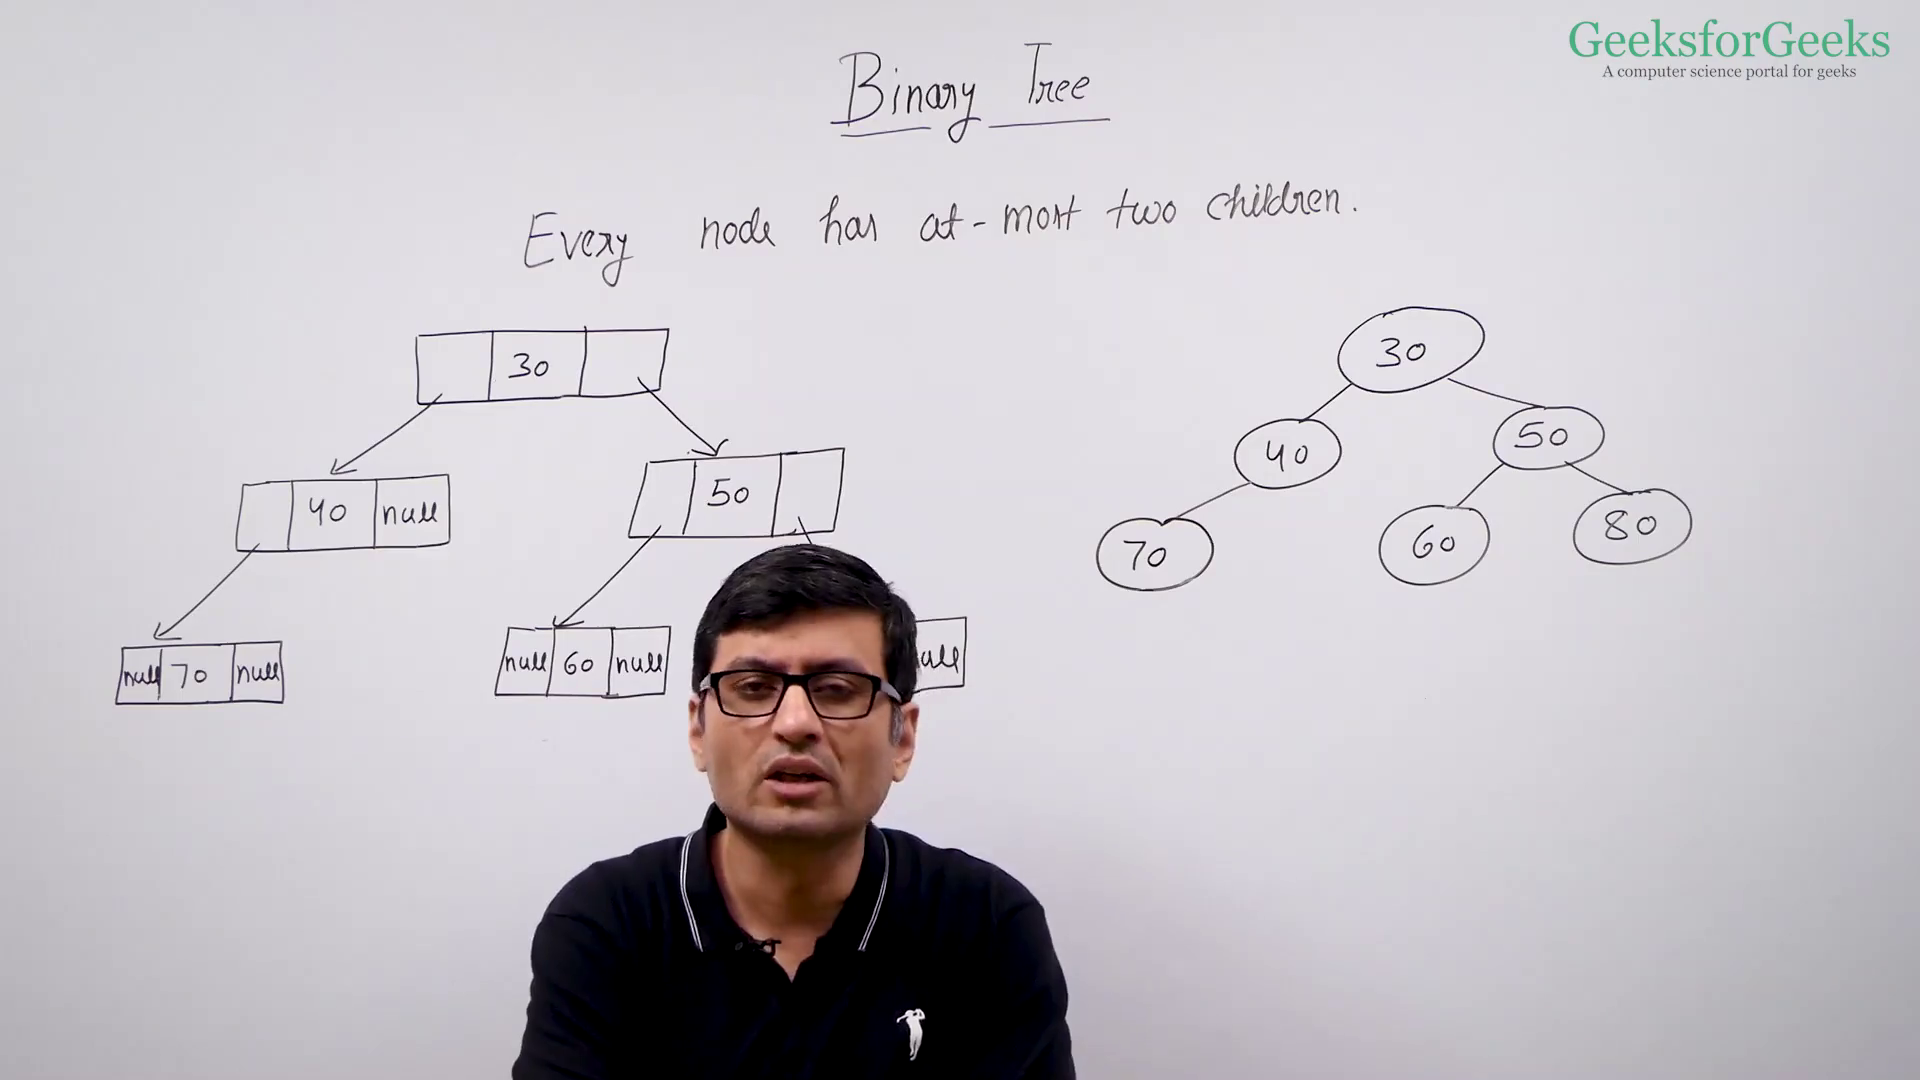 GeeksforGeeks
A computer science portal for geeks
Binary Tree
Every node has at-most two children.
30
40 null
50
null 70 null
null 60 null
30
40
50
70
60
80